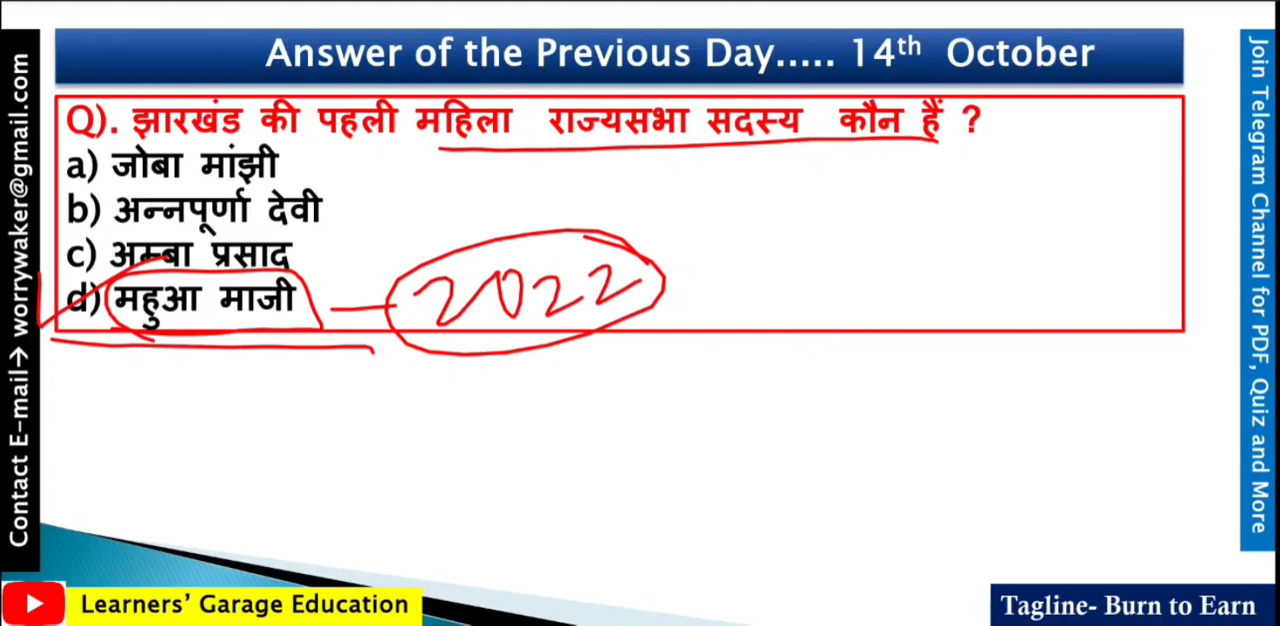 Answer of the Previous Day..... 14th October
Q). झारखंड की पहली महिला राज्यसभा सदस्य कौन हैं ?
a) जोबा मांझी
b) अन्नपूर्णा देवी
c) अम्बा प्रसाद
d) महुआ माजी
2022
Contact E-mail→ worrywaker@gmail.com
Join Telegram Channel for PDF, Quiz and More
Learners’ Garage Education
Tagline- Burn to Earn